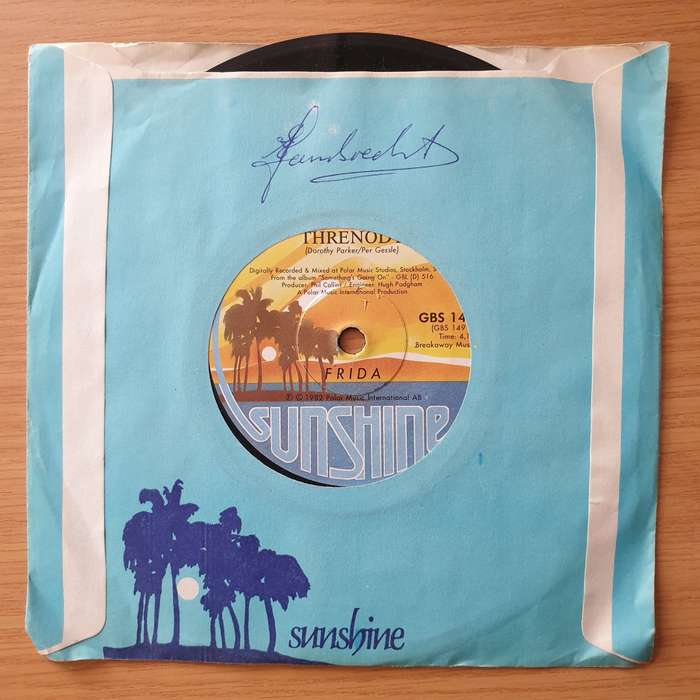 THRENOD
(Dorothy Parker/Per Gessle)
Digitally Recorded & Mixed at Polar Music Studios, Stockholm, S
From the album "Something's Going On" - GBL (D) 516
Producer: Phil Collins / Engineer: Hugh Padgham
A Polar Music International Production.
GBS 14
(GBS 149
Time: 4,1
Breakaway Mus
FRIDA
℗ © 1982 Polar Music International AB
sunshine
sunshine